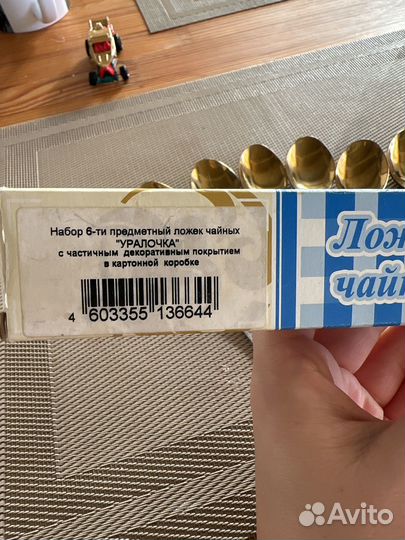 Набор 6-ти предметный ложек чайных
"УРАЛОЧКА"
с частичным декоративным покрытием
в картонной коробке
4 603355 136644
Лож
чай
Avito